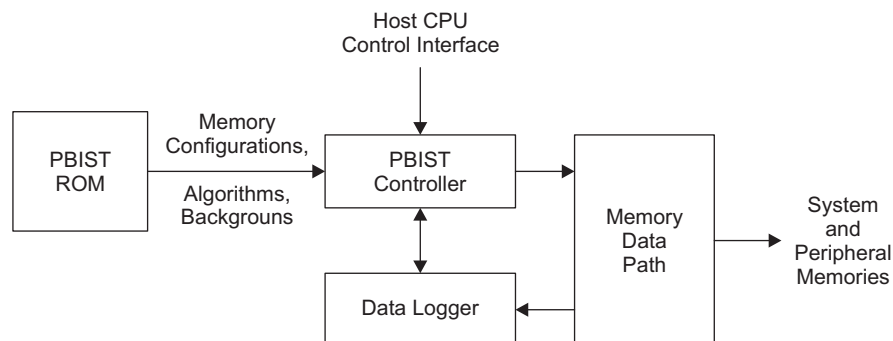 Host CPU
Control Interface
PBIST
ROM
Memory
Configurations,
Algorithms,
Backgrouns
PBIST
Controller
Data Logger
Memory
Data
Path
System
and
Peripheral
Memories